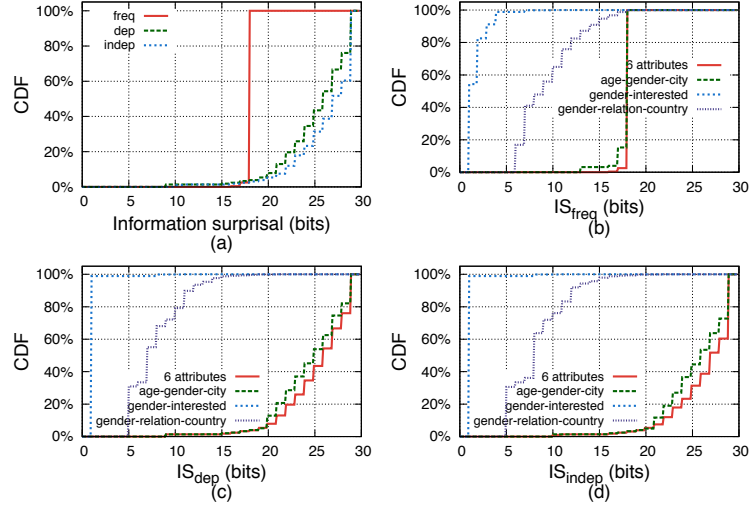 freq
dep
indep
100%
80%
60%
40%
20%
0%
CDF
0 5 10 15 20 25 30
Information surprisal (bits)
(a)
6 attributes
age-gender-city
gender-interested
gender-relation-country
100%
80%
60%
40%
20%
0%
CDF
0 5 10 15 20 25 30
ISfreq (bits)
(b)
6 attributes
age-gender-city
gender-interested
gender-relation-country
100%
80%
60%
40%
20%
0%
CDF
0 5 10 15 20 25 30
ISdep (bits)
(c)
6 attributes
age-gender-city
gender-interested
gender-relation-country
100%
80%
60%
40%
20%
0%
CDF
0 5 10 15 20 25 30
ISindep (bits)
(d)